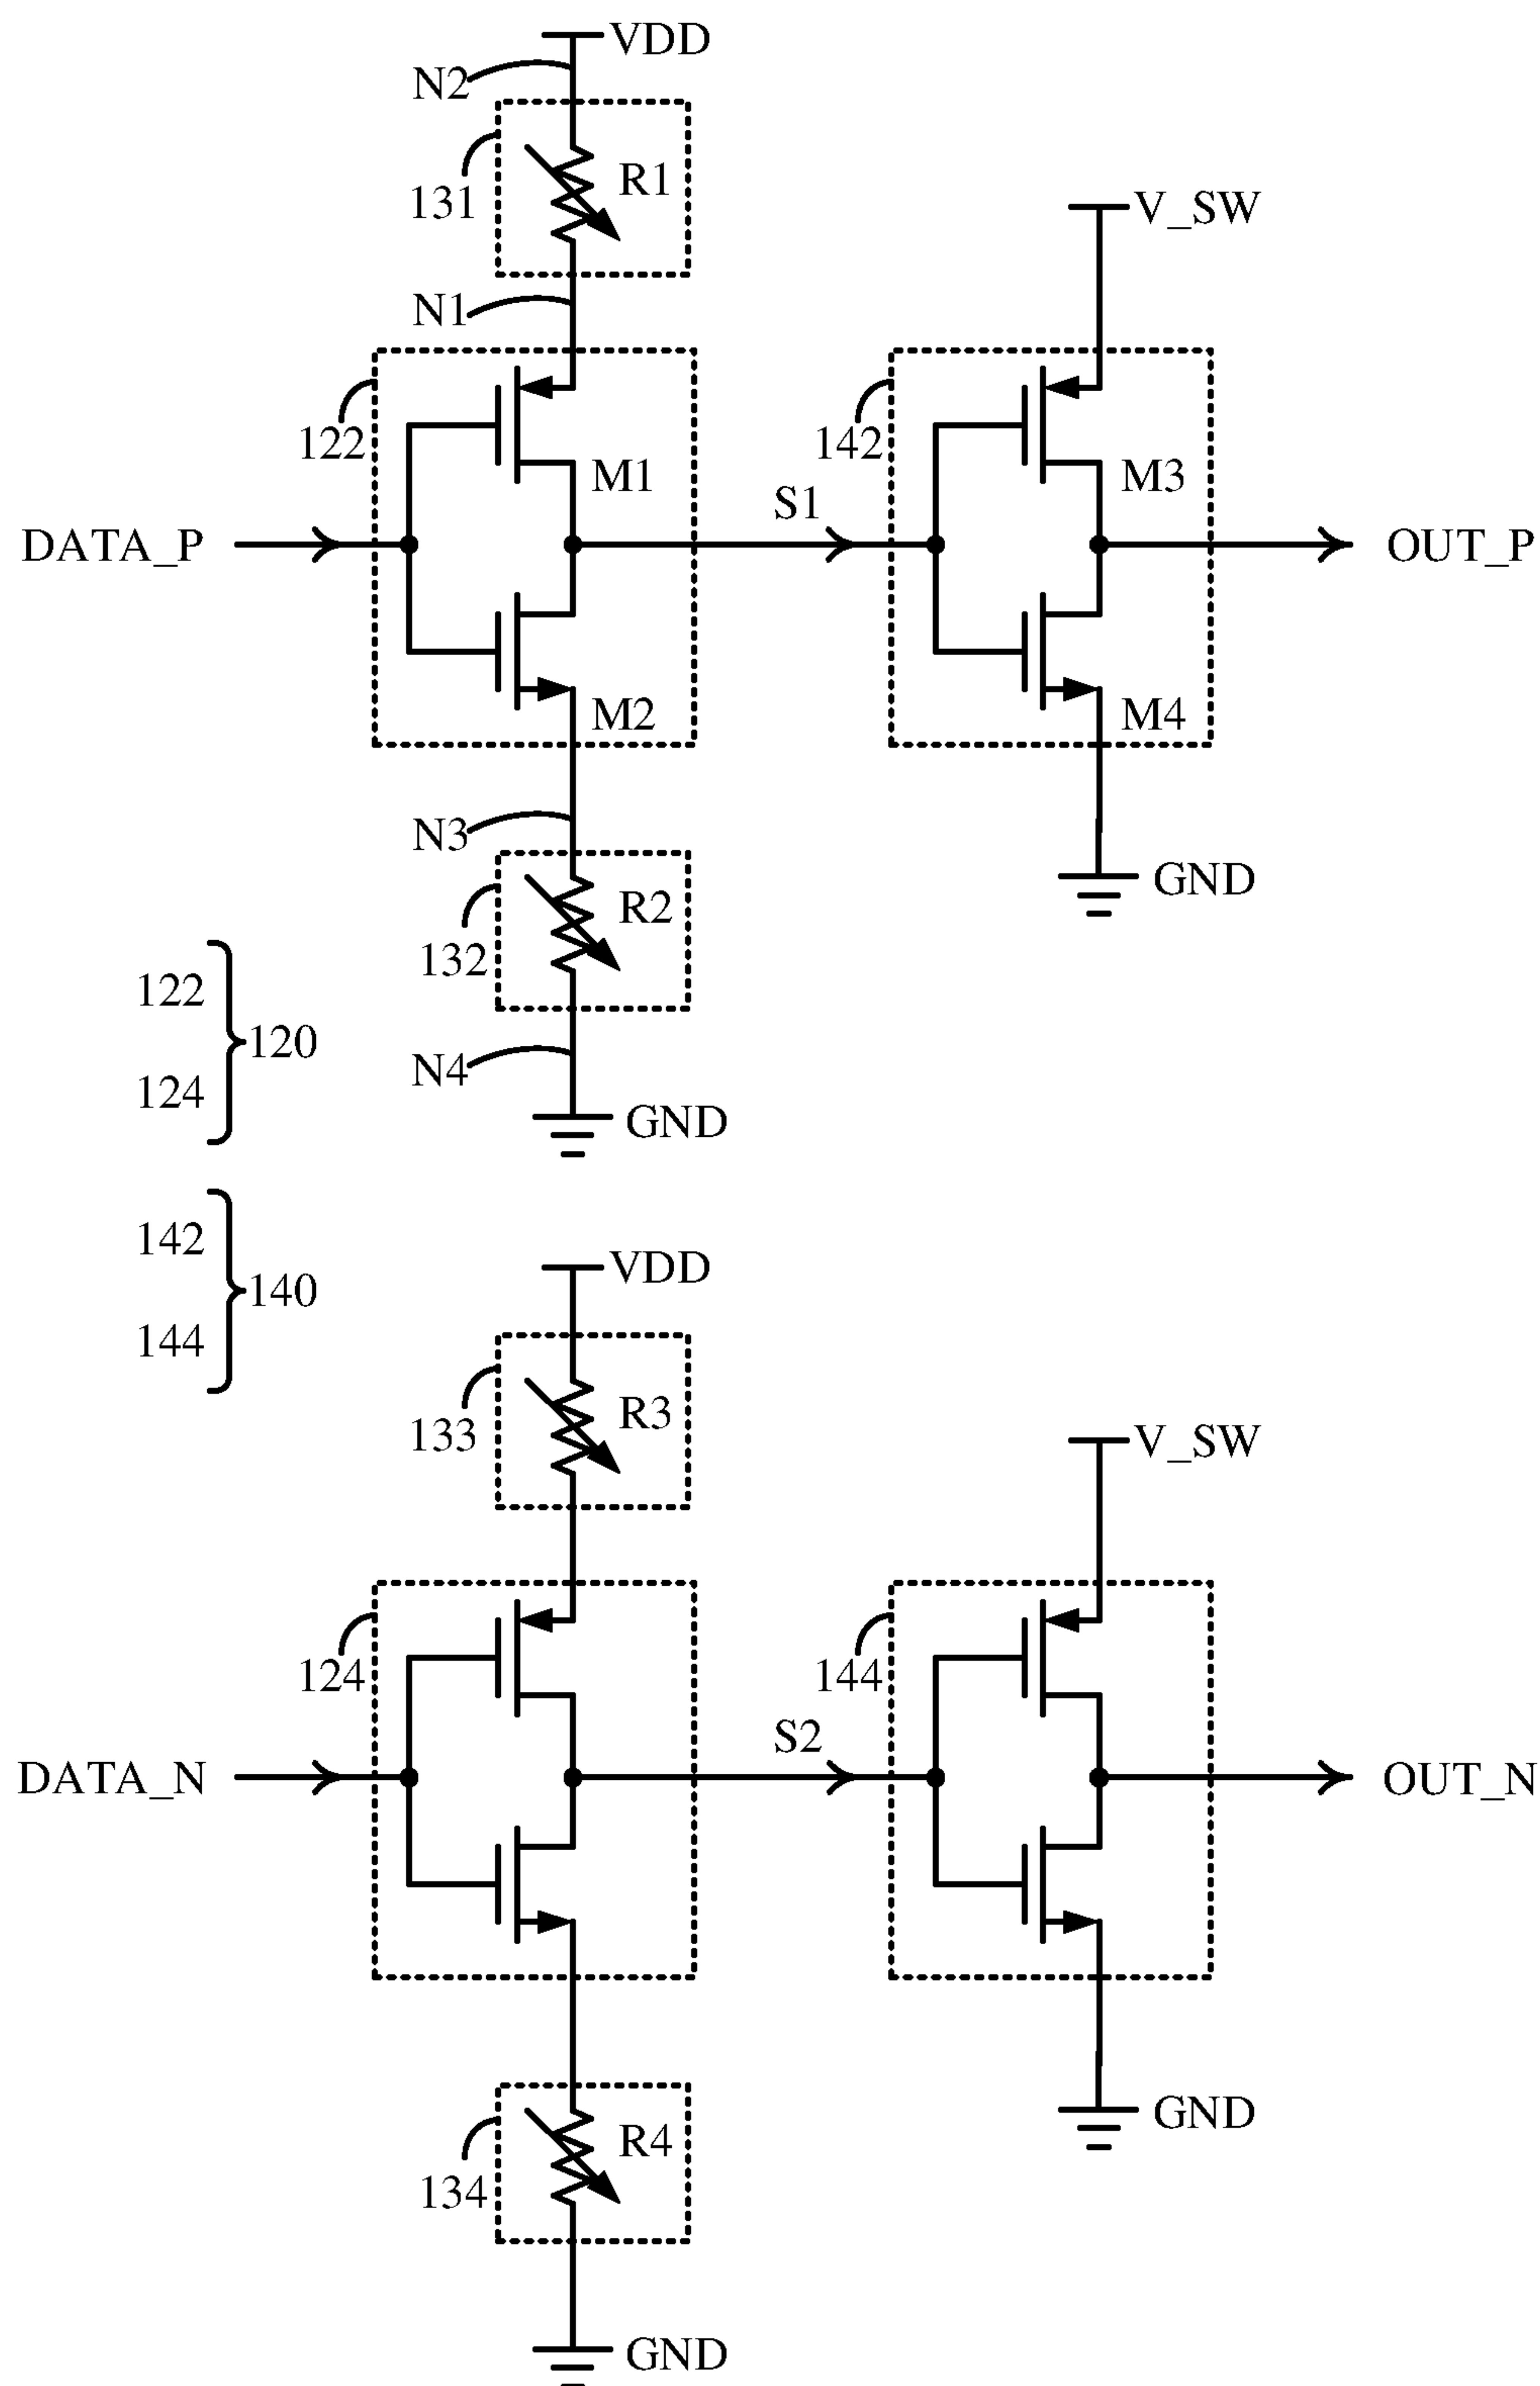 VDD
N2
R1
131
V_SW
N1
122
142
M1
M3
S1
DATA_P
OUT_P
M2
M4
N3
GND
R2
132
122
120
N4
124
GND
142
VDD
140
144
R3
133
V_SW
124
144
S2
DATA_N
OUT_N
GND
R4
134
GND